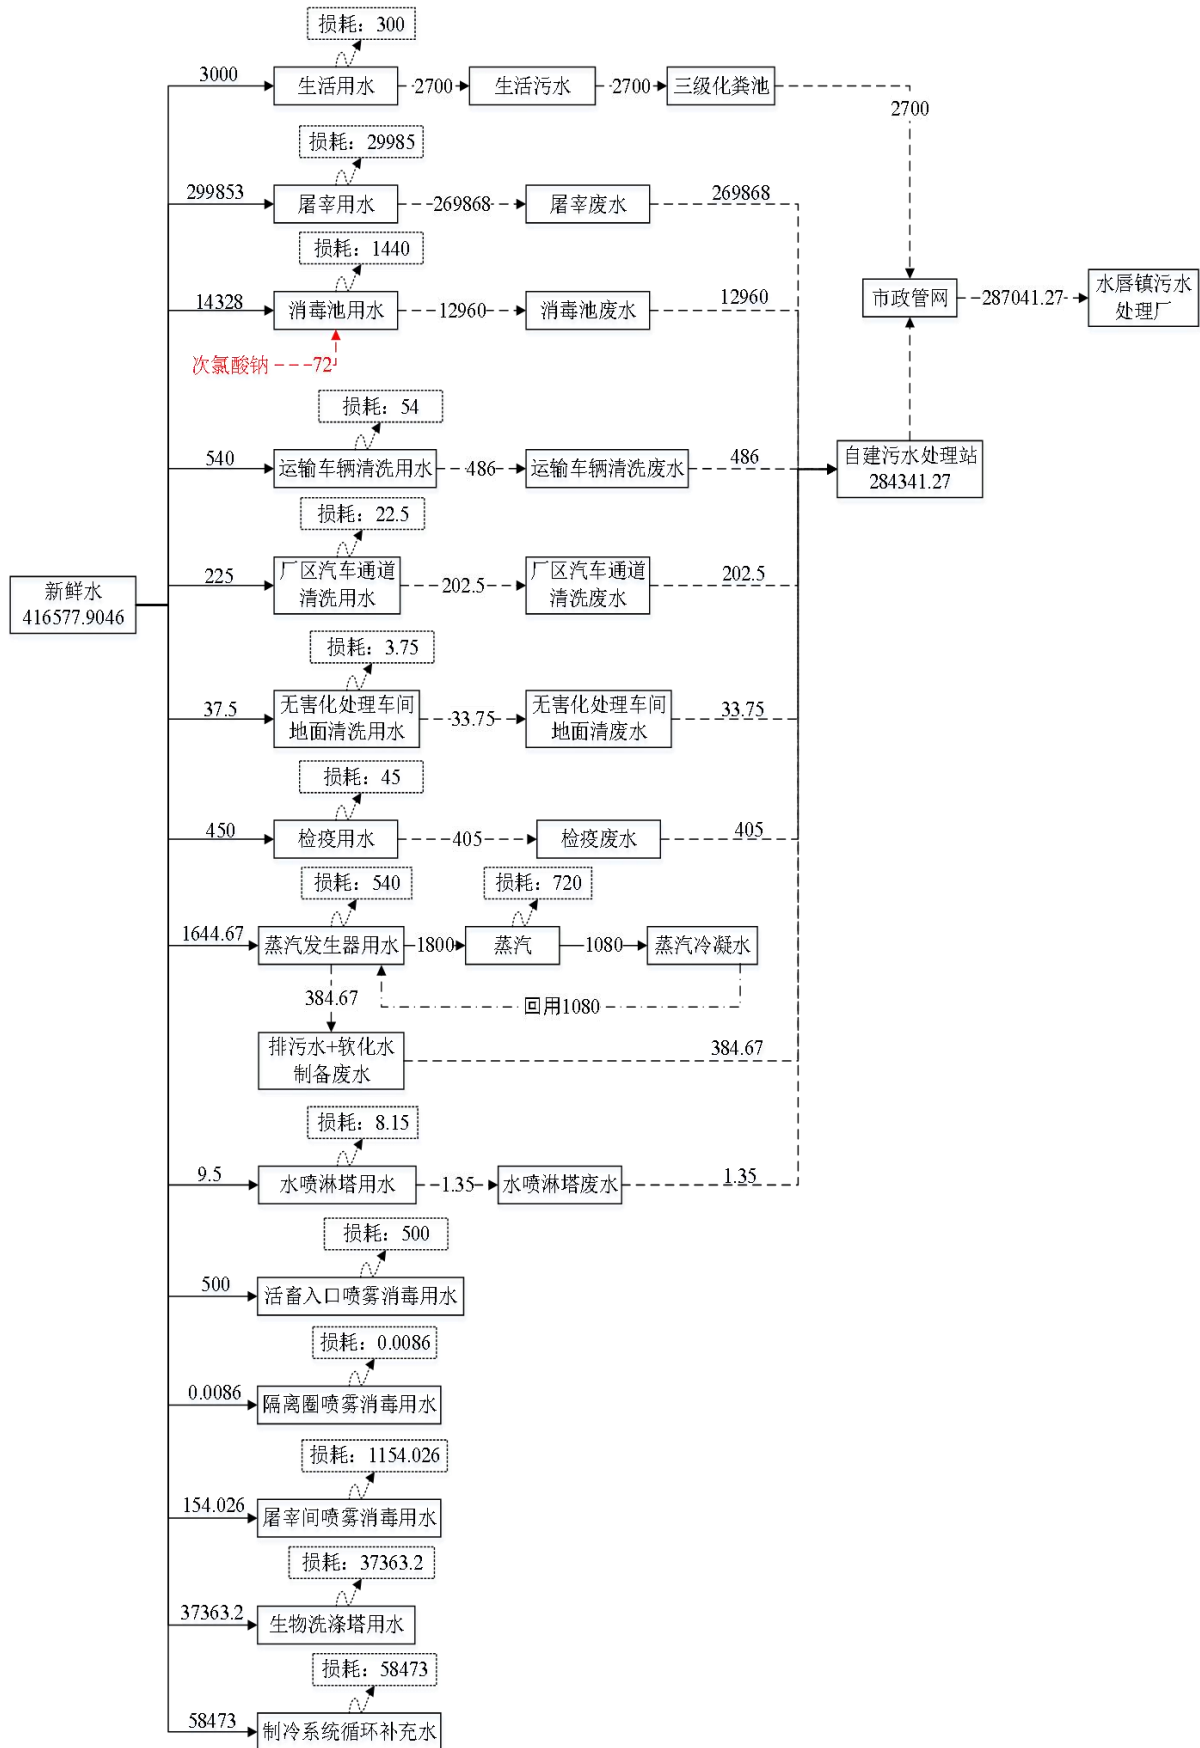 损耗：300
3000
生活用水
2700
生活污水
2700
三级化粪池
2700
损耗：29985
299853
屠宰用水
269868
屠宰废水
269868
损耗：1440
14328
消毒池用水
12960
消毒池废水
12960
市政管网
287041.27
水唇镇污水
处理厂
次氯酸钠
72
损耗：54
540
运输车辆清洗用水
486
运输车辆清洗废水
486
自建污水处理站
284341.27
损耗：22.5
225
厂区汽车通道
清洗用水
202.5
厂区汽车通道
清洗废水
202.5
新鲜水
416577.9046
损耗：3.75
37.5
无害化处理车间
地面清洗用水
33.75
无害化处理车间
地面清废水
33.75
损耗：45
450
检疫用水
405
检疫废水
405
损耗：540
损耗：720
1644.67
蒸汽发生器用水
1800
蒸汽
1080
蒸汽冷凝水
384.67
回用1080
排污水+软化水
制备废水
384.67
损耗：8.15
9.5
水喷淋塔用水
1.35
水喷淋塔废水
1.35
损耗：500
500
活畜入口喷雾消毒用水
损耗：0.0086
0.0086
隔离圈喷雾消毒用水
损耗：1154.026
154.026
屠宰间喷雾消毒用水
损耗：37363.2
37363.2
生物洗涤塔用水
损耗：58473
58473
制冷系统循环补充水